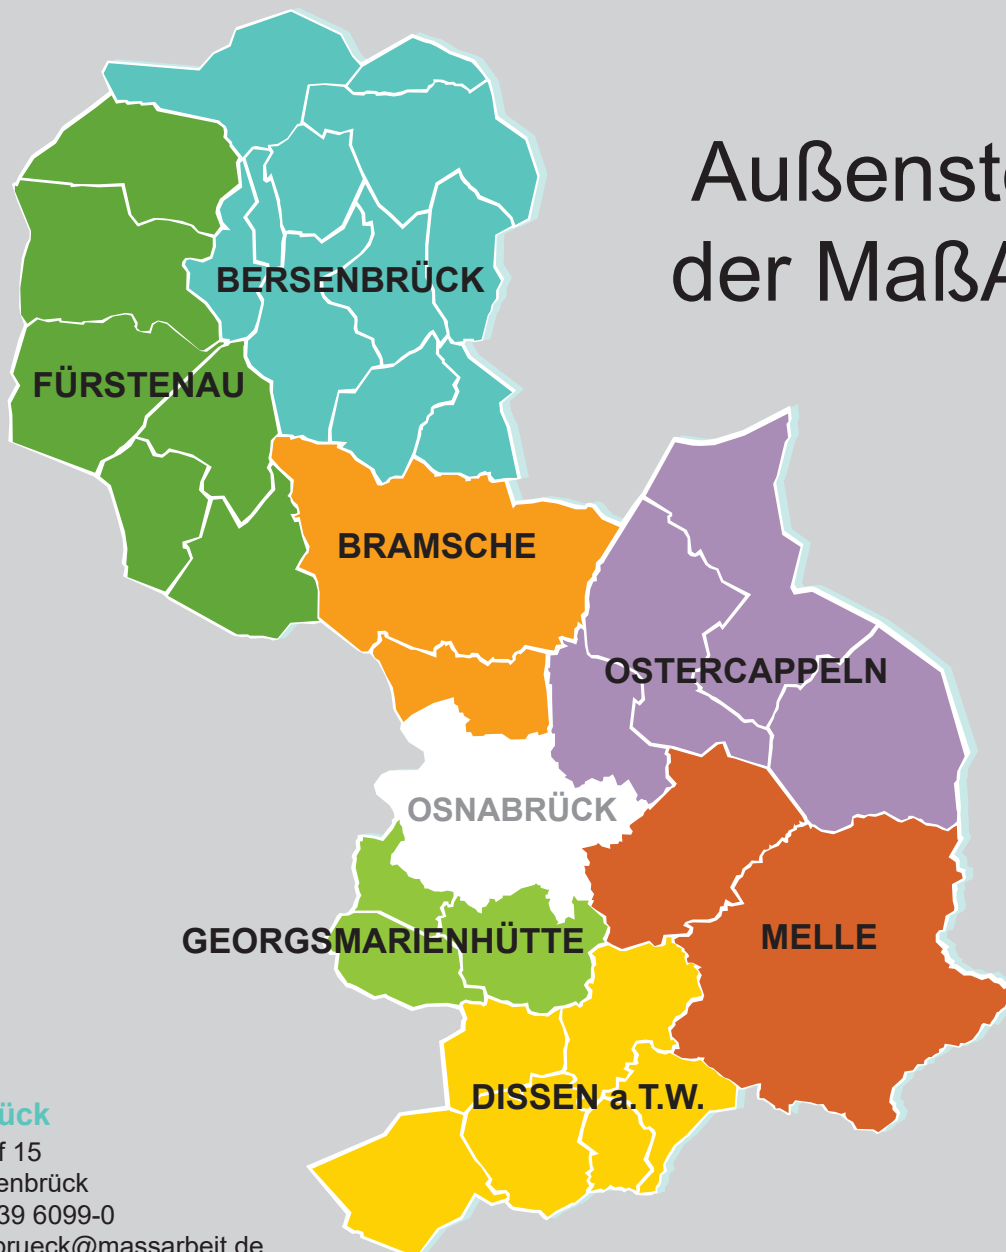 Außenste
der MaßA
BERSENBRÜCK
FÜRSTENAU
BRAMSCHE
OSTERCAPPELN
OSNABRÜCK
GEORGSMARIENHÜTTE
MELLE
DISSEN a.T.W.
ück
f 15
enbrück
39 6099-0
brueck@massarbeit.de